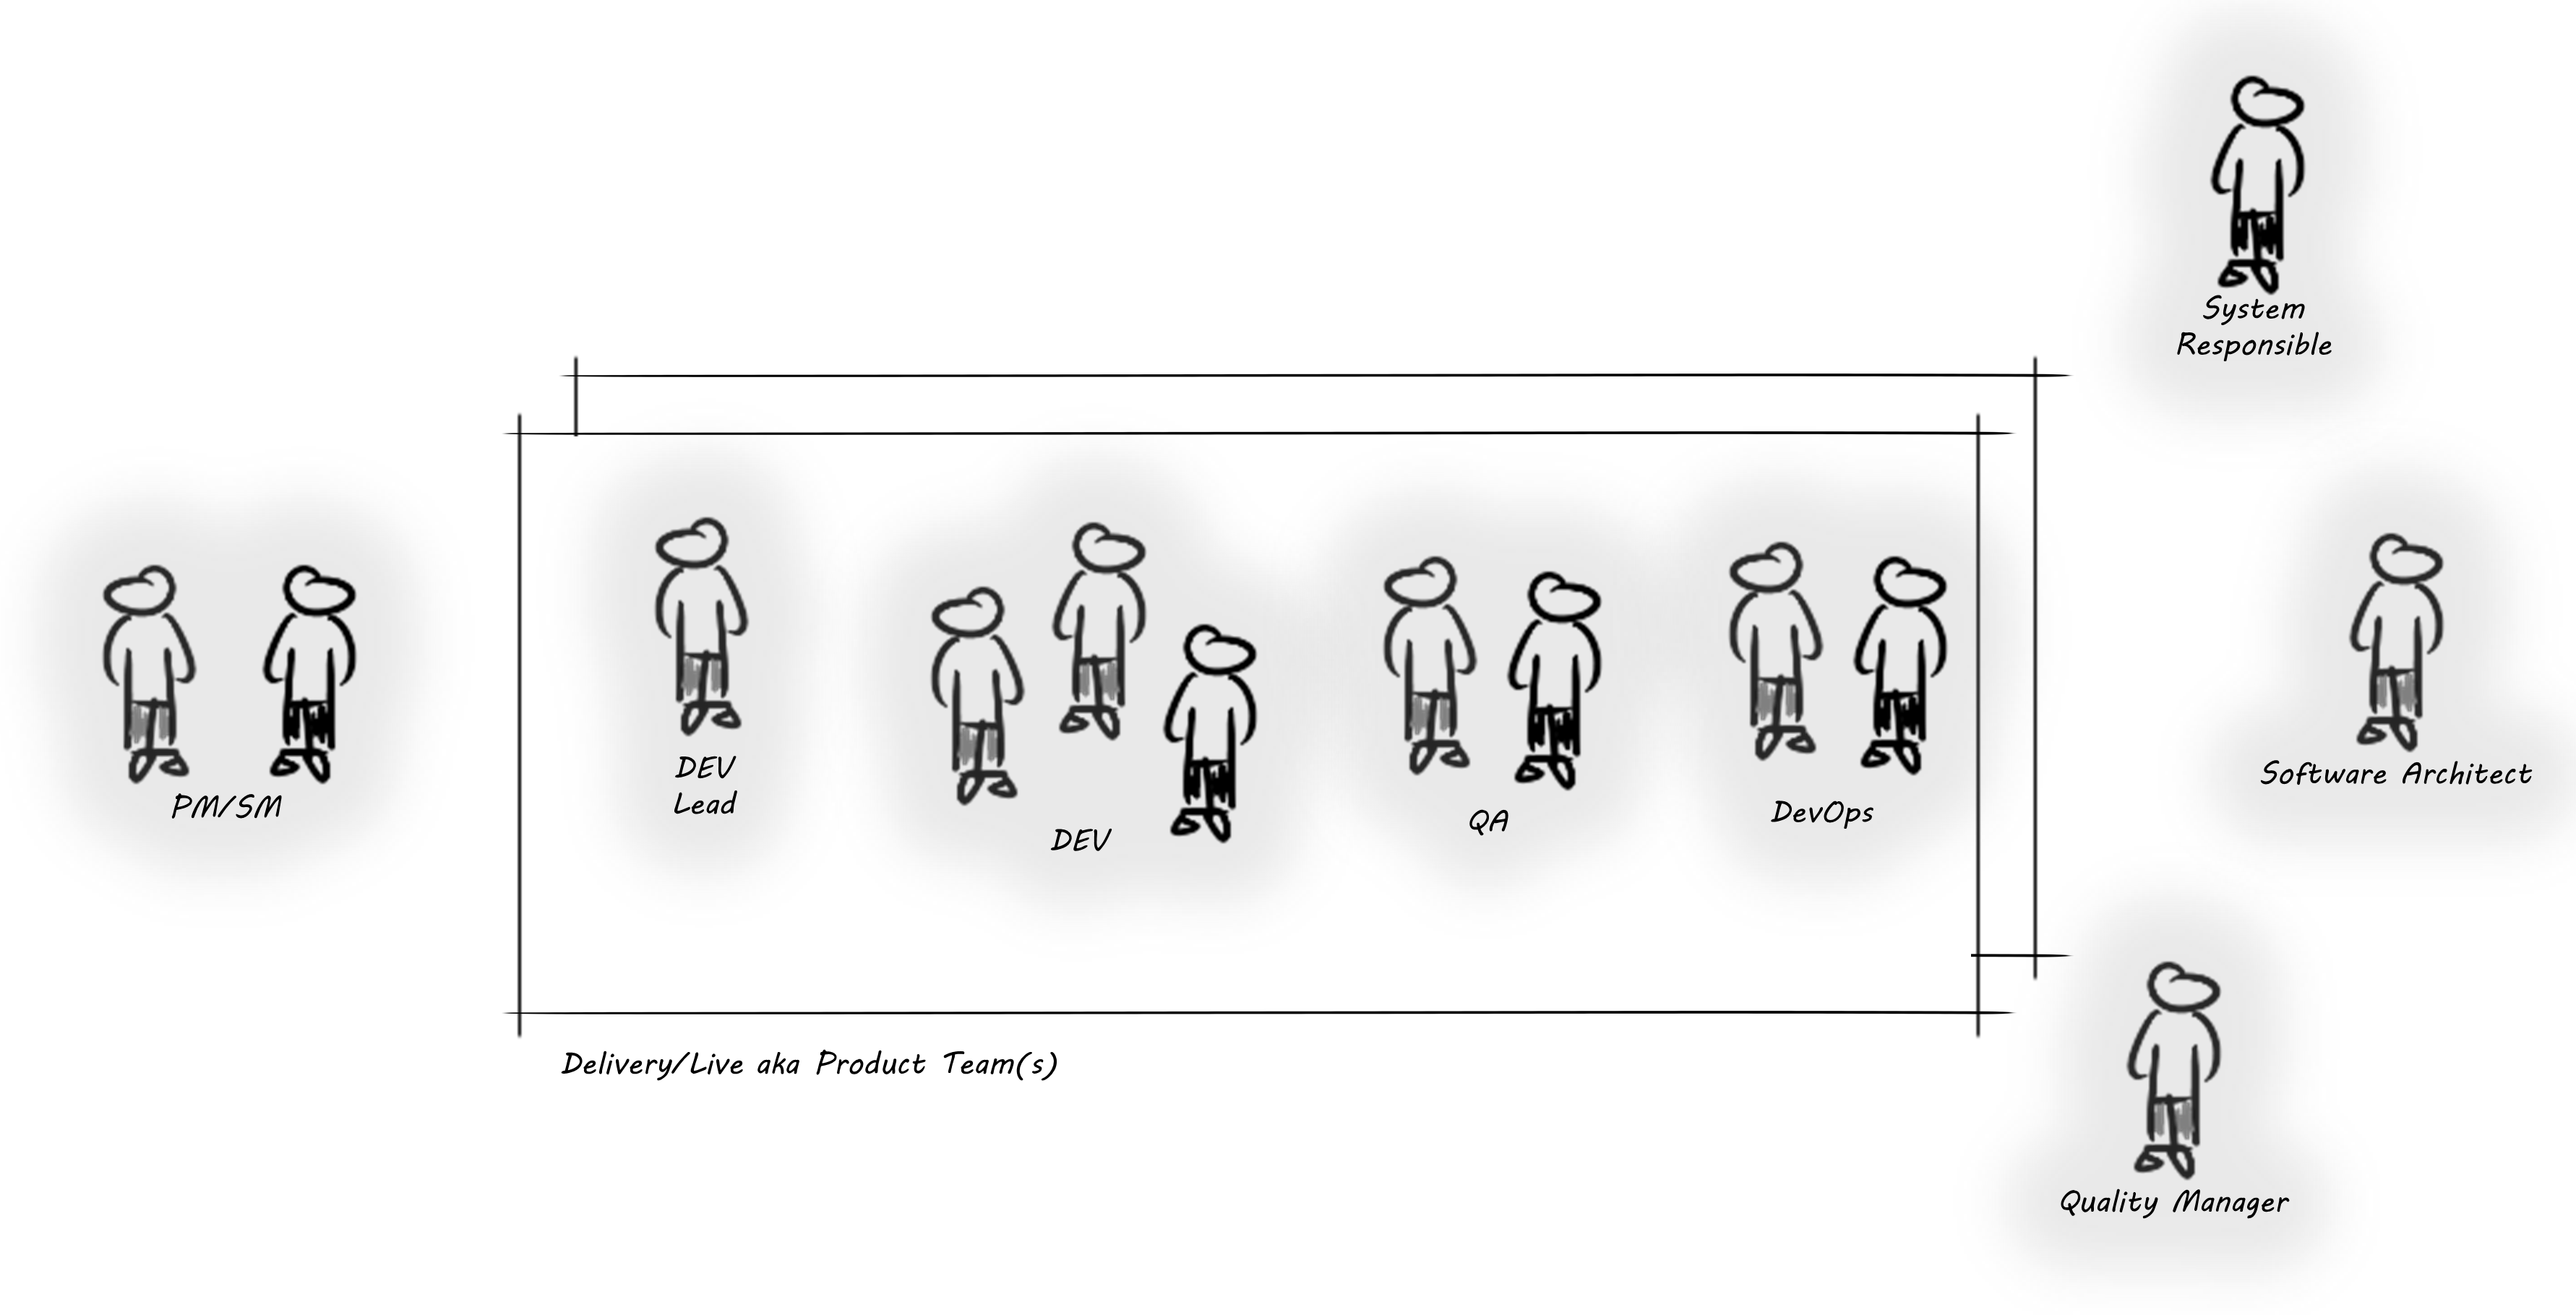 System
Responsible
PM/SM
DEV
Lead
DEV
QA
DevOps
Software Architect
Delivery/Live aka Product Team(s)
Quality Manager